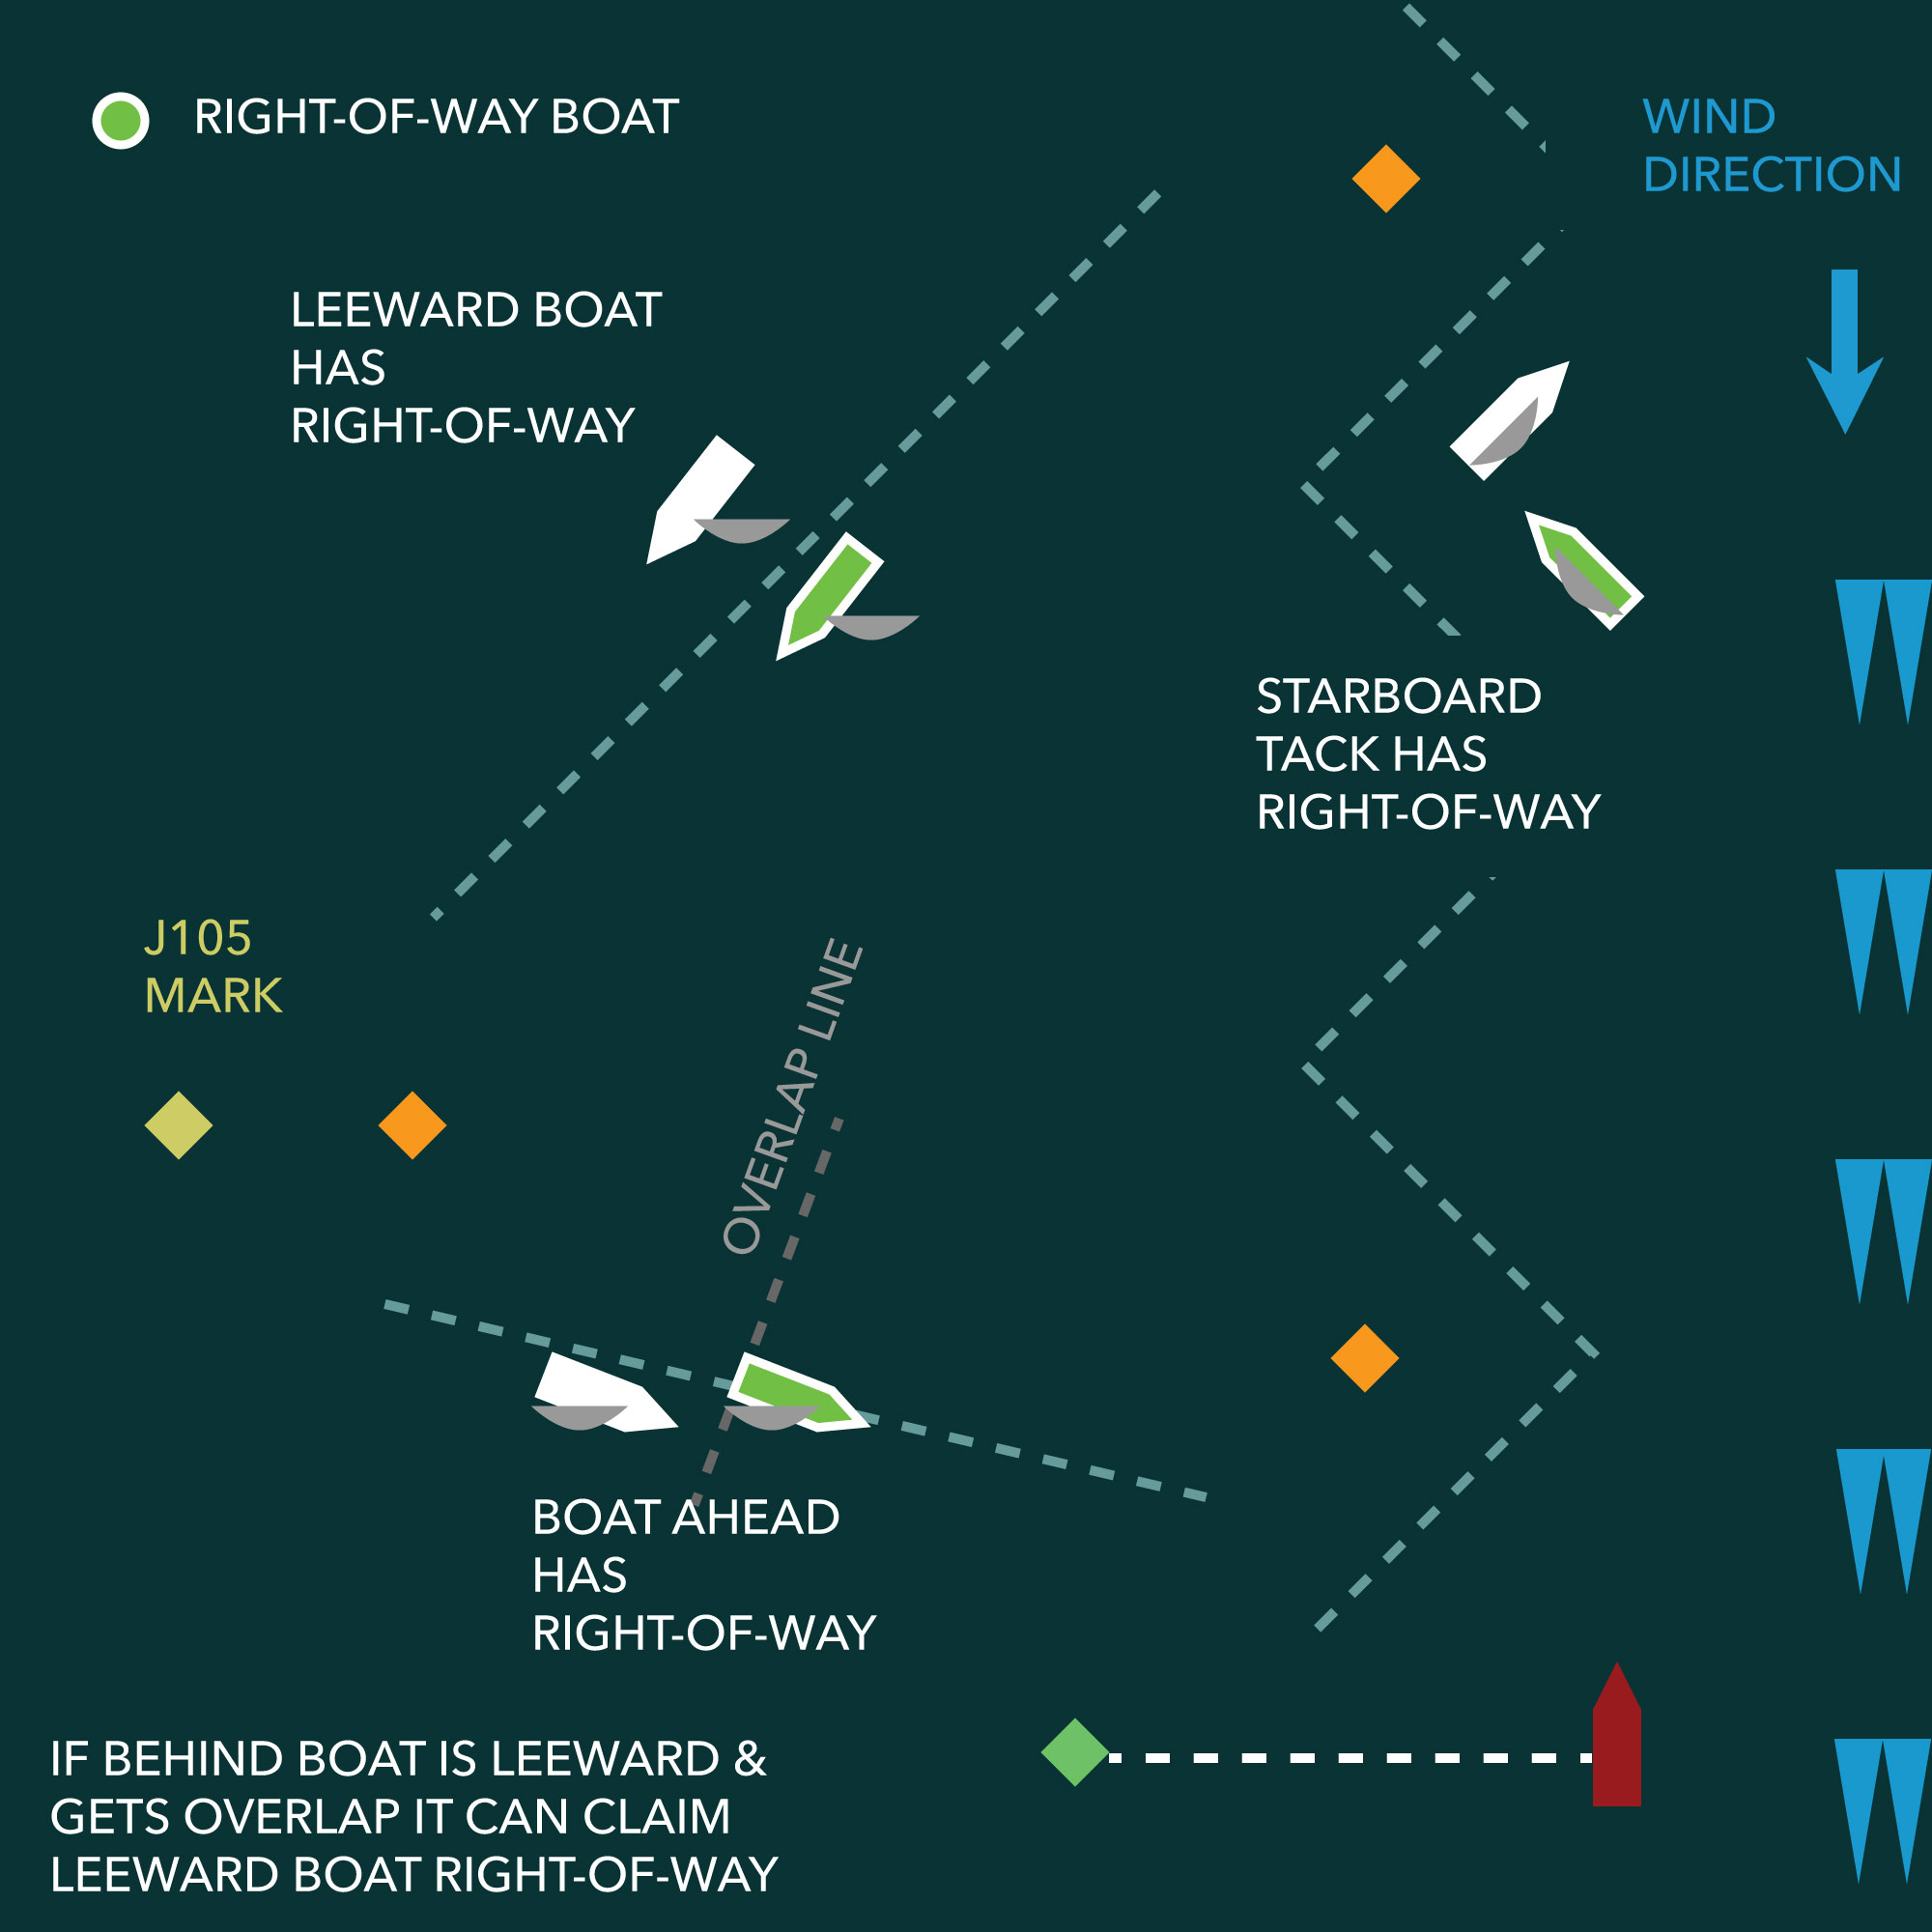 RIGHT-OF-WAY BOAT
WIND
DIRECTION
LEEWARD BOAT
HAS
RIGHT-OF-WAY
STARBOARD
TACK HAS
RIGHT-OF-WAY
J105
MARK
OVERLAP LINE
BOAT AHEAD
HAS
RIGHT-OF-WAY
IF BEHIND BOAT IS LEEWARD &
GETS OVERLAP IT CAN CLAIM
LEEWARD BOAT RIGHT-OF-WAY